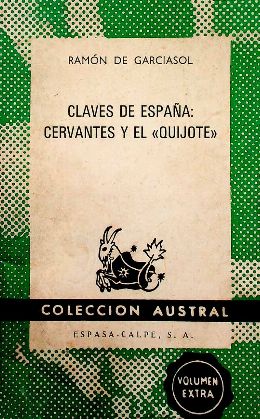 RAMÓN DE GARCIASOL
CLAVES DE ESPAÑA:
CERVANTES Y EL «QUIJOTE»
COLECCION AUSTRAL
ESPASA-CALPE, S. A.
VOLUMEN
EXTRA